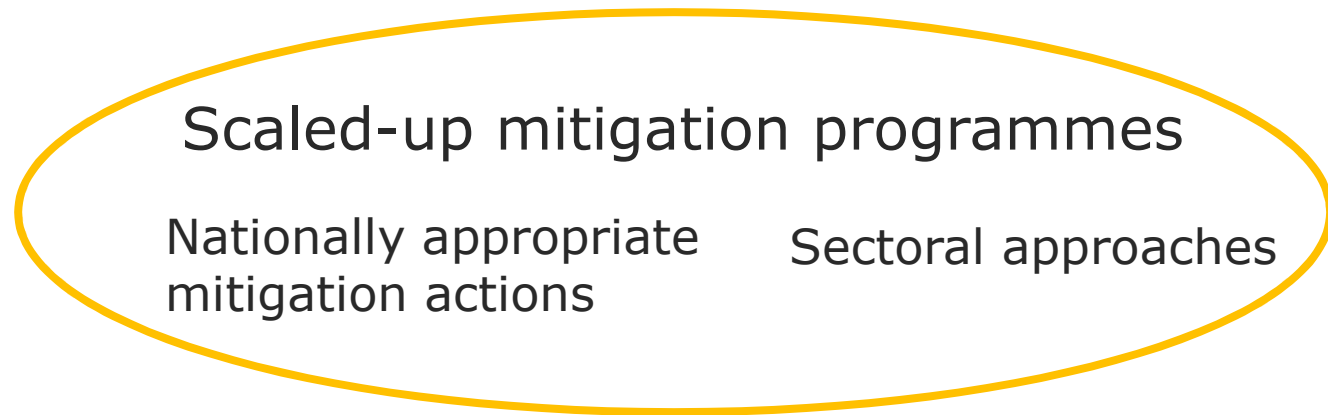 Scaled-up mitigation programmes
Nationally appropriate
mitigation actions
Sectoral approaches